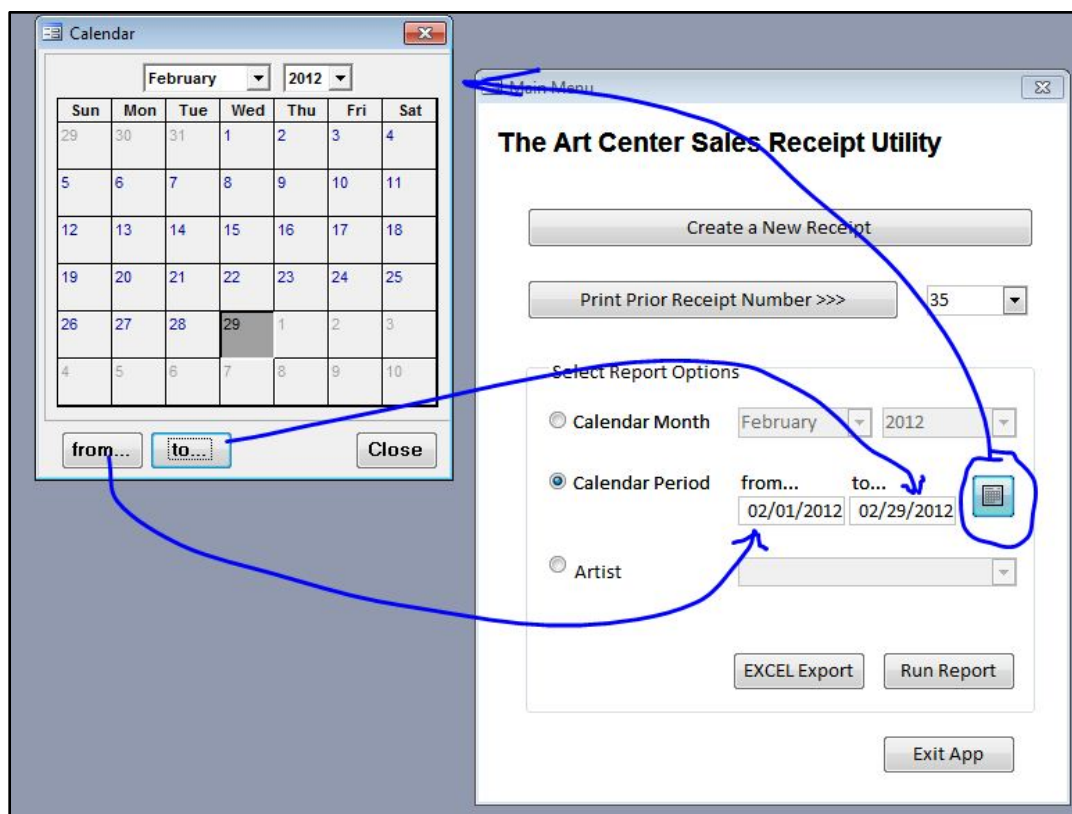 Calendar
February 2012
Sun Mon Tue Wed Thu Fri Sat
29 30 31 1 2 3 4
5 6 7 8 9 10 11
12 13 14 15 16 17 18
19 20 21 22 23 24 25
26 27 28 29 1 2 3
4 5 6 7 8 9 10
from... to... Close
Main Menu
The Art Center Sales Receipt Utility
Create a New Receipt
Print Prior Receipt Number >>> 35
Select Report Options
Calendar Month February 2012
Calendar Period from... to...
02/01/2012 02/29/2012
Artist
EXCEL Export Run Report
Exit App